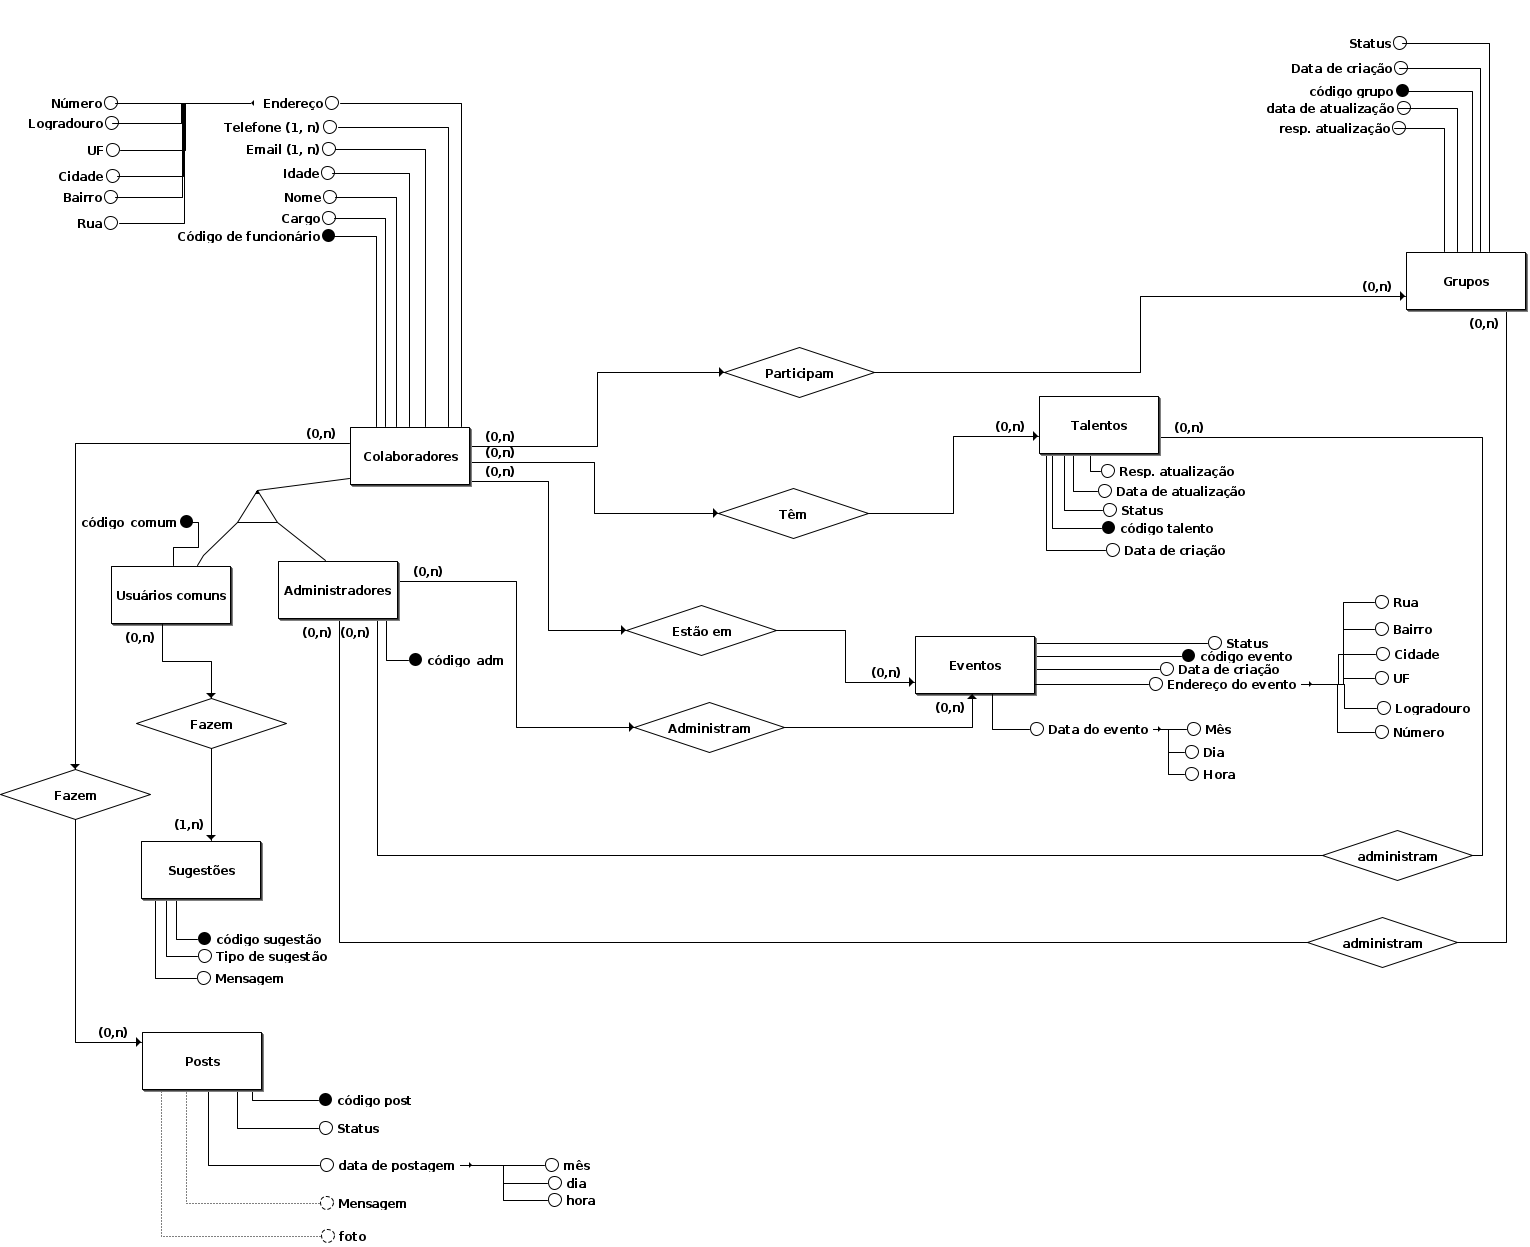 Status
Data de criação
código grupo
data de atualização
resp. atualização
Número
Logradouro
UF
Cidade
Bairro
Rua
Endereço
Telefone (1, n)
Email (1, n)
Idade
Nome
Cargo
Código de funcionário
Grupos
(0,n)
(0,n)
Participam
Talentos
(0,n)
(0,n)
Resp. atualização
Data de atualização
Status
código talento
Data de criação
Colaboradores
(0,n)
(0,n)
(0,n)
(0,n)
Têm
código comum
Usuários comuns
(0,n)
Administradores
(0,n)
(0,n)
(0,n)
código adm
Estão em
Eventos
(0,n)
(0,n)
Status
código evento
Data de criação
Endereço do evento
Rua
Bairro
Cidade
UF
Logradouro
Número
Data do evento
Mês
Dia
Hora
Administram
Fazem
Fazem
(1,n)
Sugestões
código sugestão
Tipo de sugestão
Mensagem
administram
administram
(0,n)
Posts
código post
Status
data de postagem
mês
dia
hora
Mensagem
foto